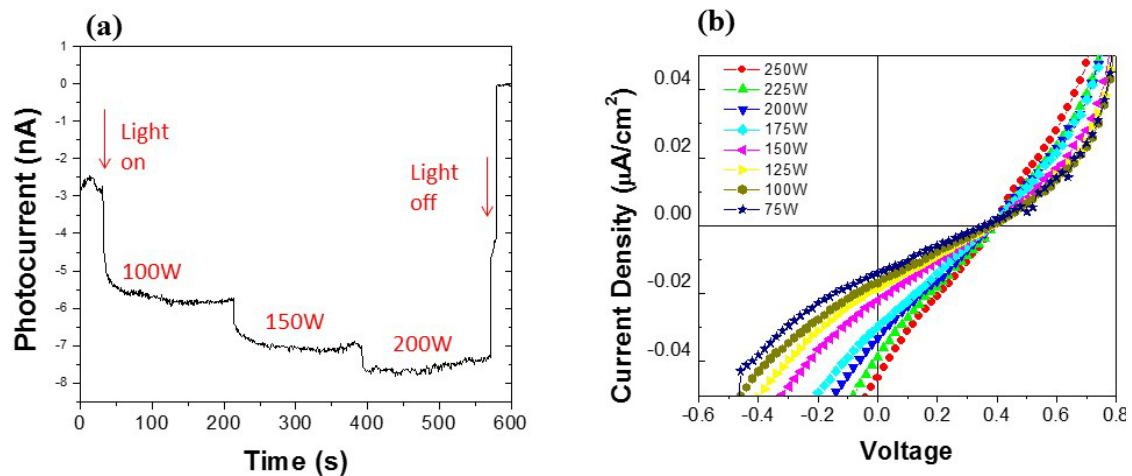 (a)
Photocurrent (nA)
1
0
-1
-2
-3
-4
-5
-6
-7
-8
Light
on
100W
150W
200W
Light
off
0
100
200
300
400
500
600
Time (s)
(b)
Current Density (μA/cm²)
0.04
0.02
0.00
-0.02
-0.04
250W
225W
200W
175W
150W
125W
100W
75W
-0.6
-0.4
-0.2
0.0
0.2
0.4
0.6
0.8
Voltage